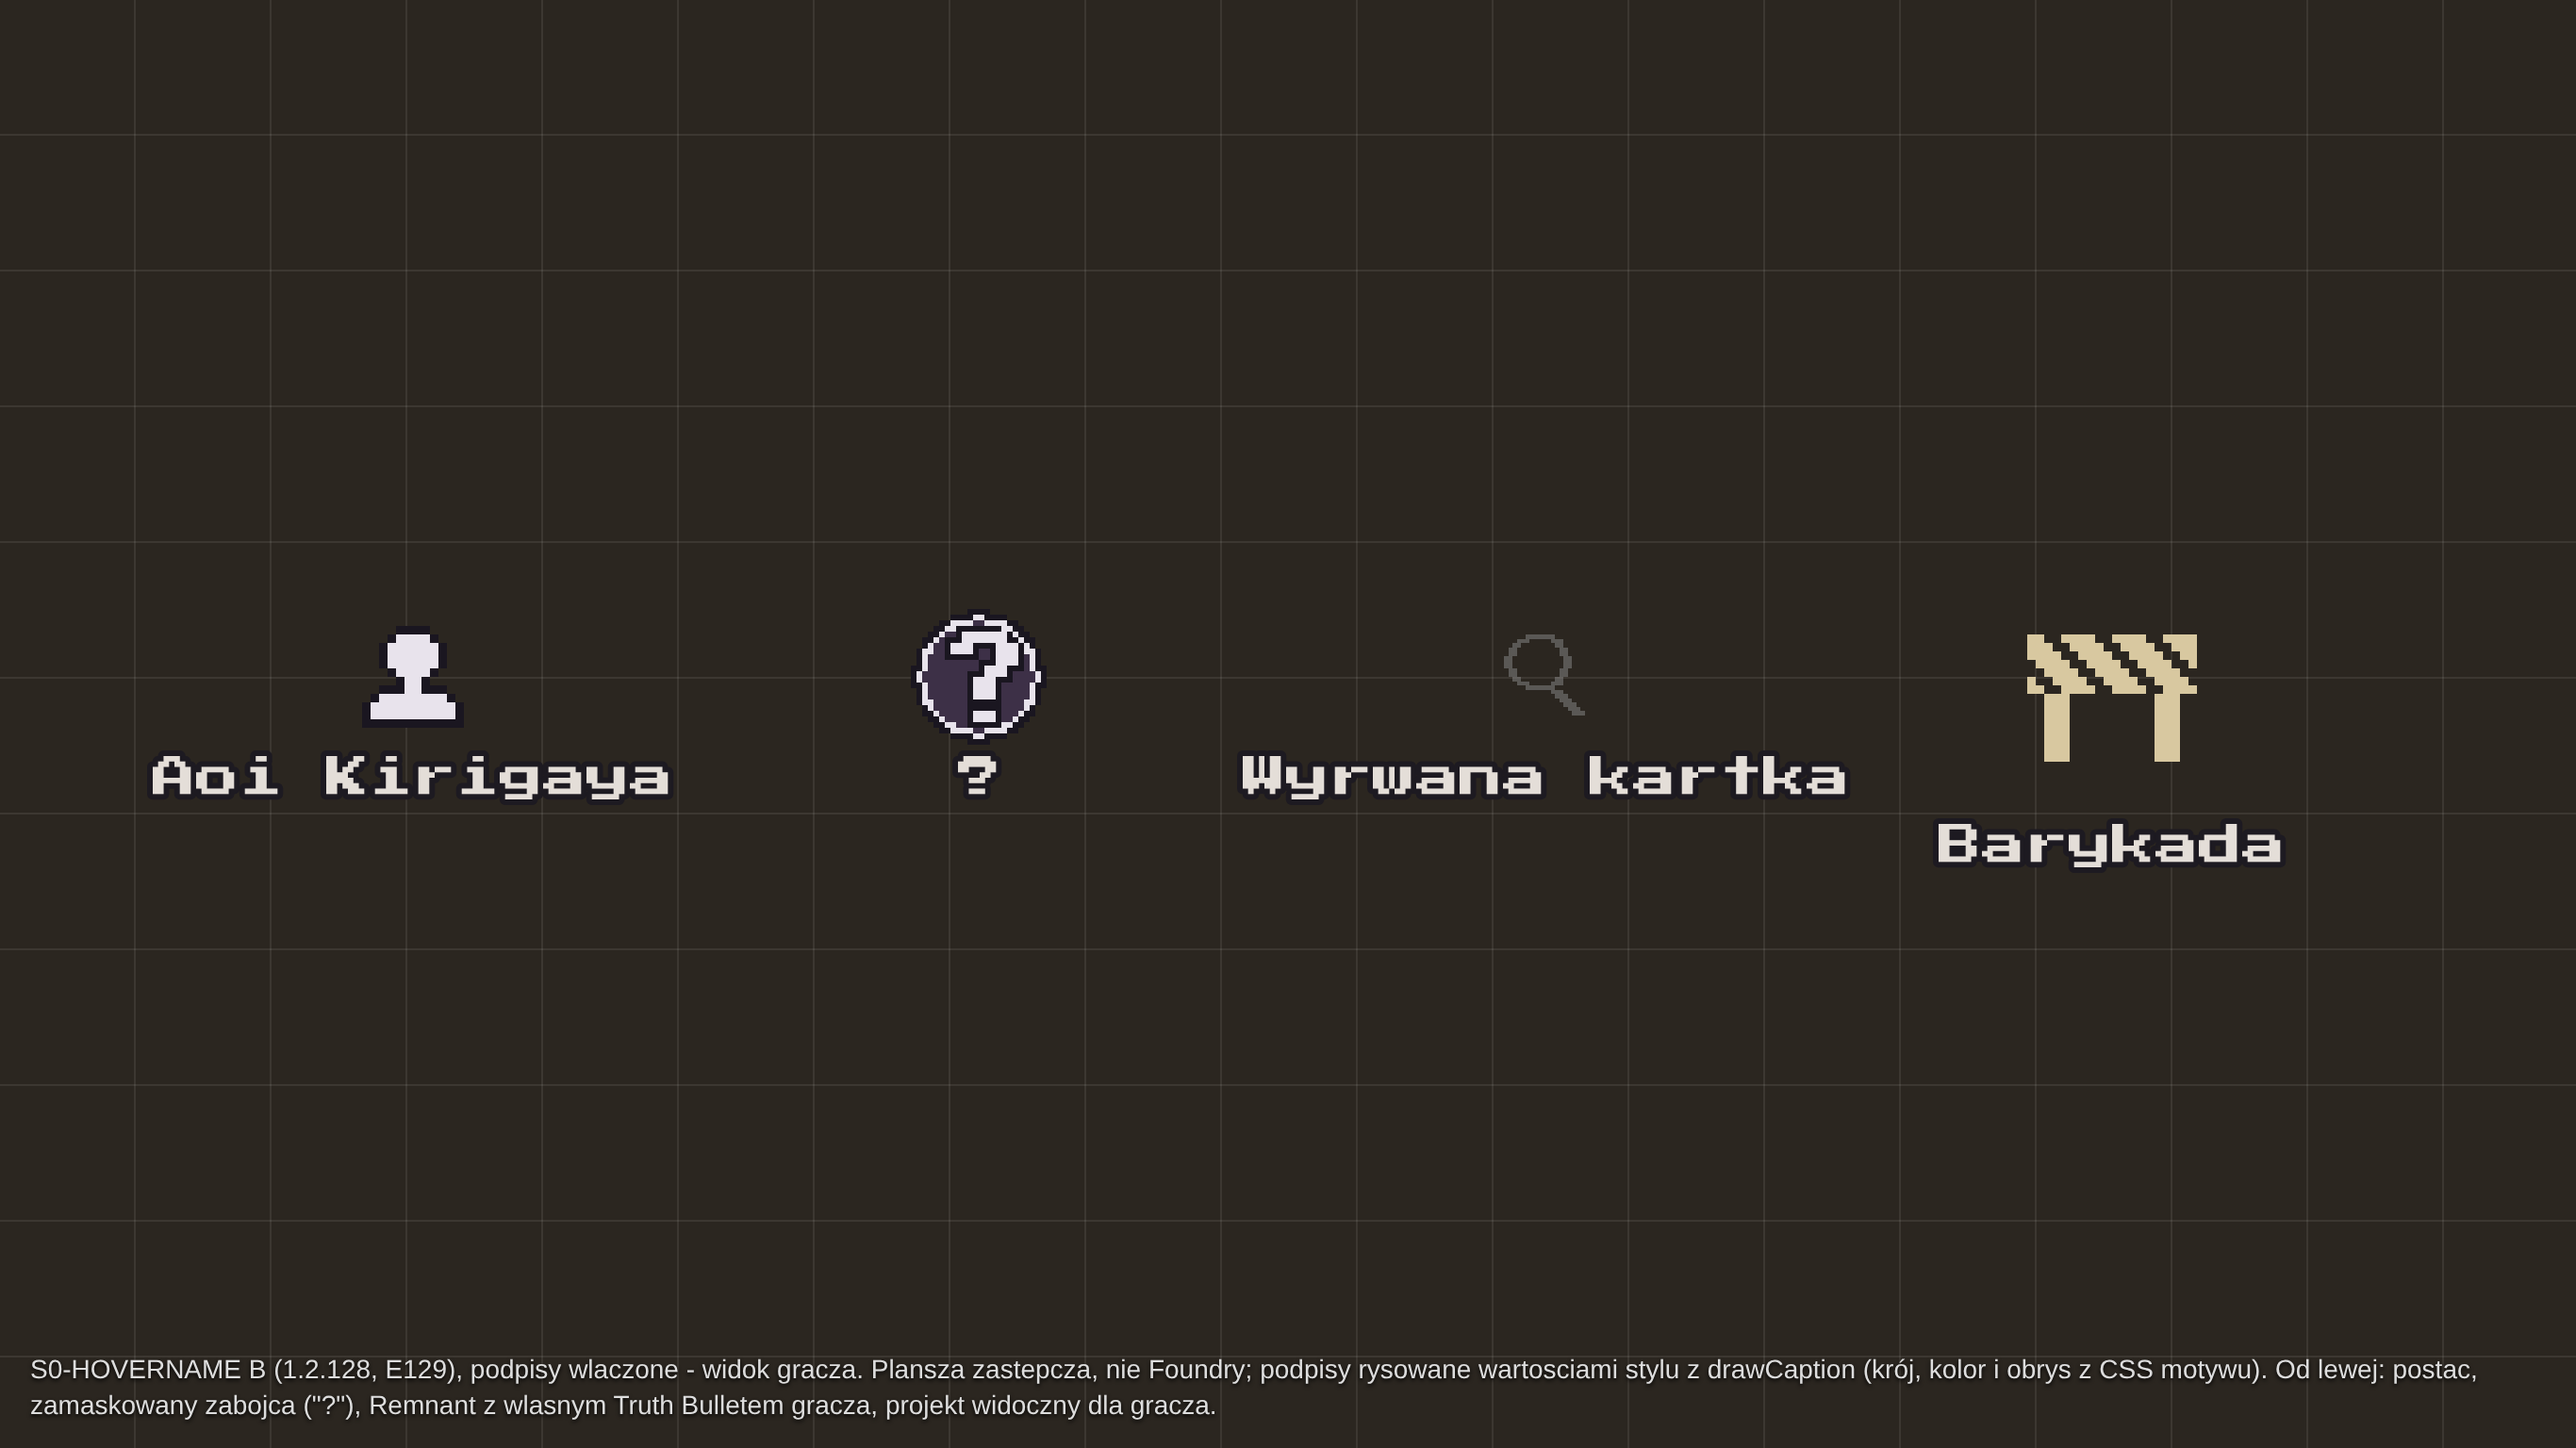 Aoi Kirigaya
?
Wyrwana kartka
Barykada
S0-HOVERNAME B (1.2.128, E129), podpisy wlaczone - widok gracza. Plansza zastepcza, nie Foundry; podpisy rysowane wartosciami stylu z drawCaption (krój, kolor i obrys z CSS motywu). Od lewej: postac,
zamaskowany zabojca ("?"), Remnant z wlasnym Truth Bulletem gracza, projekt widoczny dla gracza.